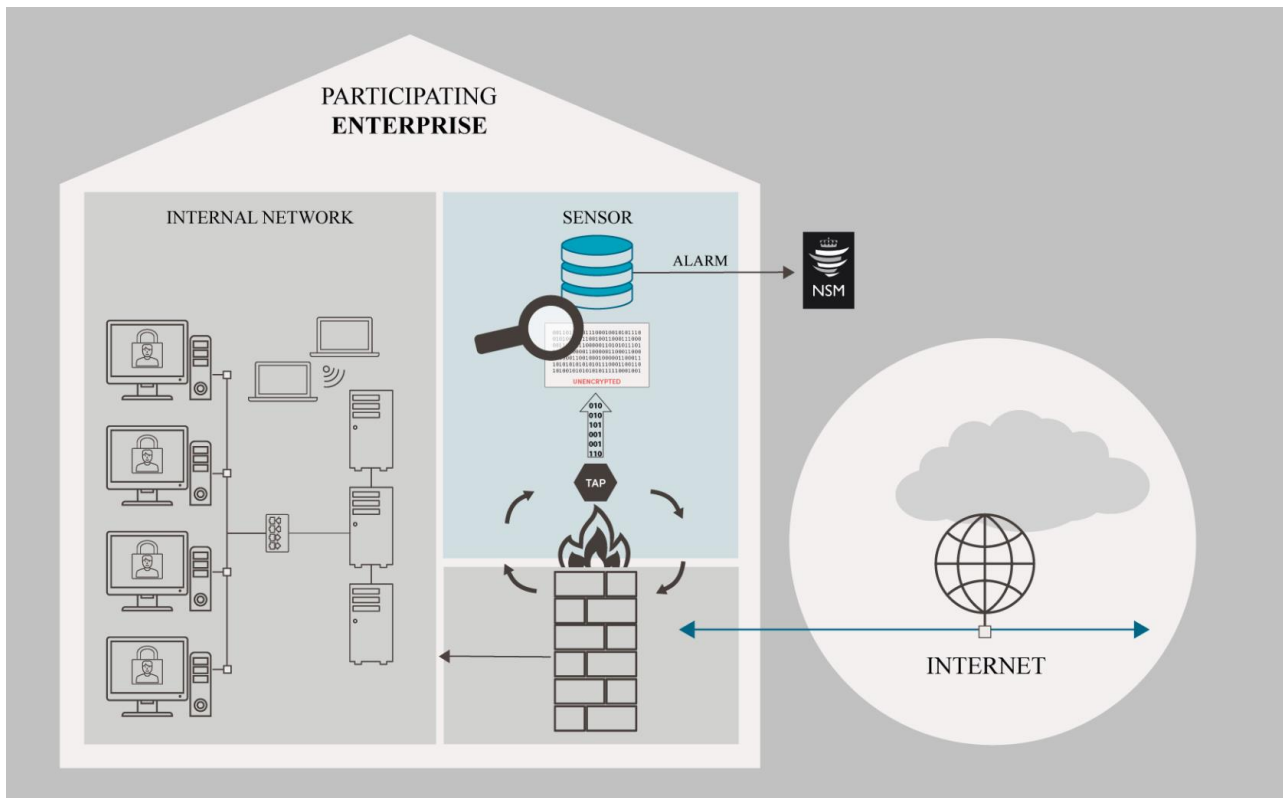 PARTICIPATING
ENTERPRISE
INTERNAL NETWORK
SENSOR
ALARM
NSM
UNENCRYPTED
010
010
101
001
001
110
TAP
INTERNET